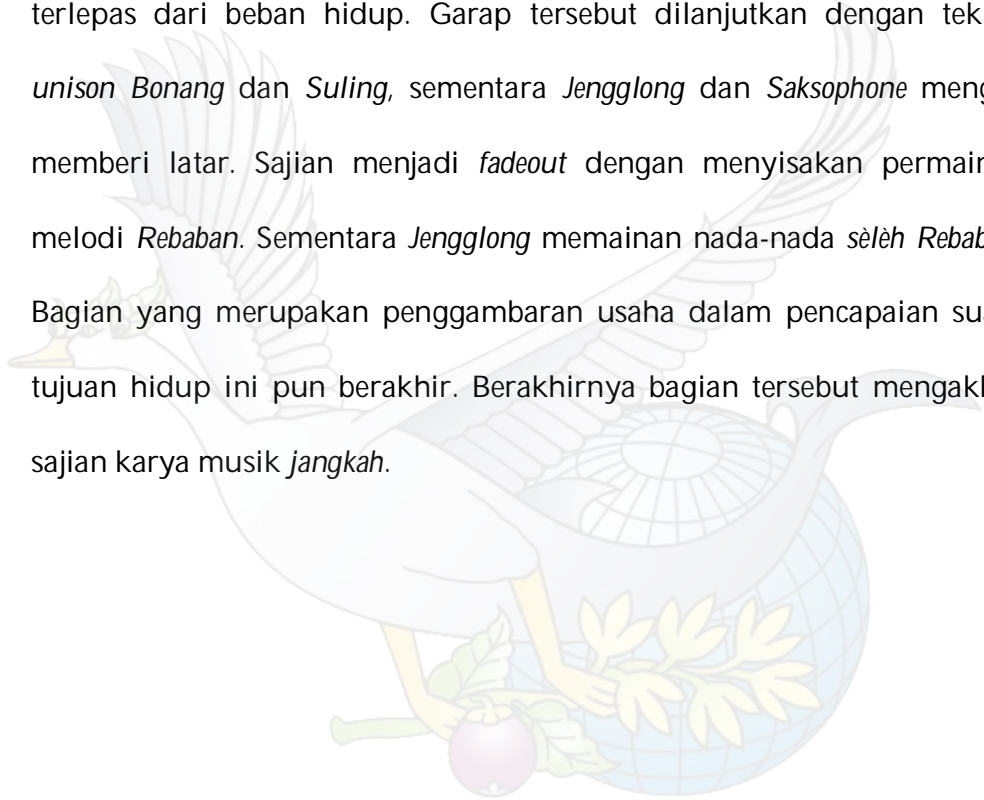 terlepas dari beban hidup. Garap tersebut dilanjutkan dengan
unison Bonang dan Suling, sementara Jengglong dan Saksophone
memberi latar. Sajian menjadi fadeout dengan menyisakan
melodi Rebaban. Sementara Jengglong memainan nada-nada sèlèh
Bagian yang merupakan penggambaran usaha dalam pencapaian
tujuan hidup ini pun berakhir. Berakhirnya bagian tersebut
sajian karya musik jangkah.